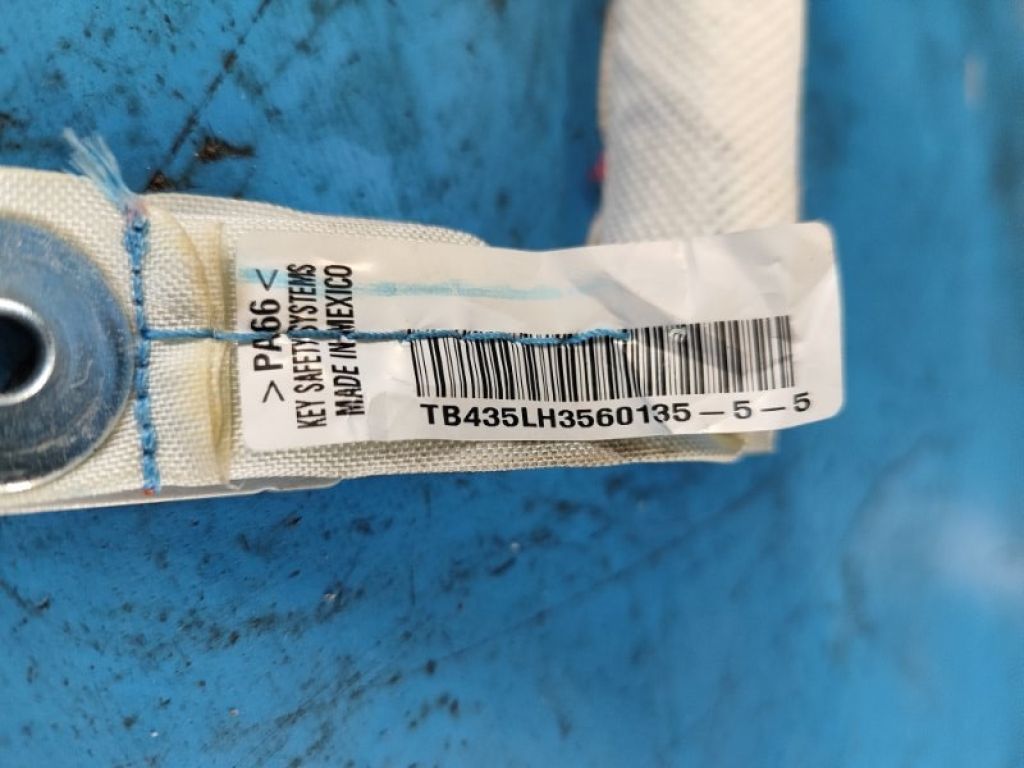 > PA66 <
KEY SAFETY SYSTEMS
MADE IN MEXICO
TB435LH3560135-5-5